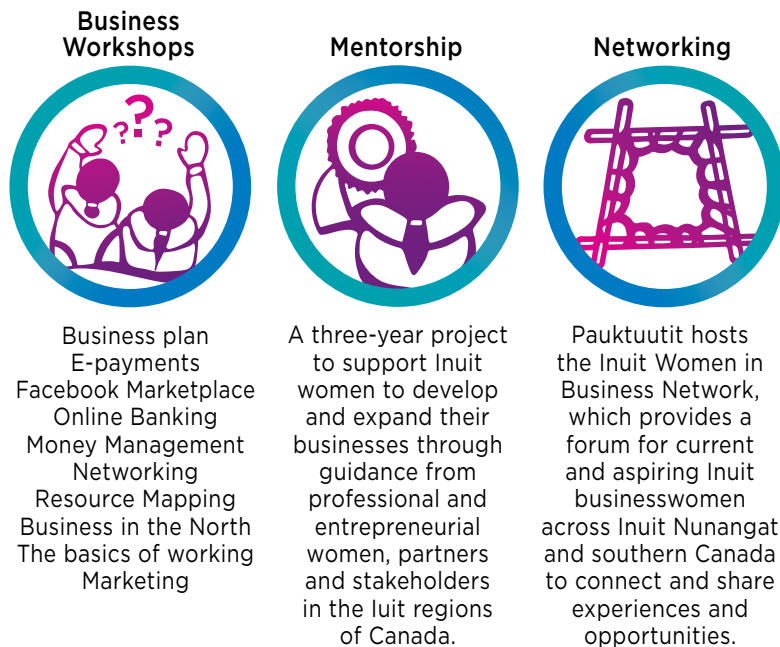 Business
Workshops
???
Business plan
E-payments
Facebook Marketplace
Online Banking
Money Management
Networking
Resource Mapping
Business in the North
The basics of working
Marketing
Mentorship
A three-year project
to support Inuit
women to develop
and expand their
businesses through
guidance from
professional and
entrepreneurial
women, partners
and stakeholders
in the luit regions
of Canada.
Networking
Pauktuutit hosts
the Inuit Women in
Business Network,
which provides a
forum for current
and aspiring Inuit
businesswomen
across Inuit Nunangat
and southern Canada
to connect and share
experiences and
opportunities.